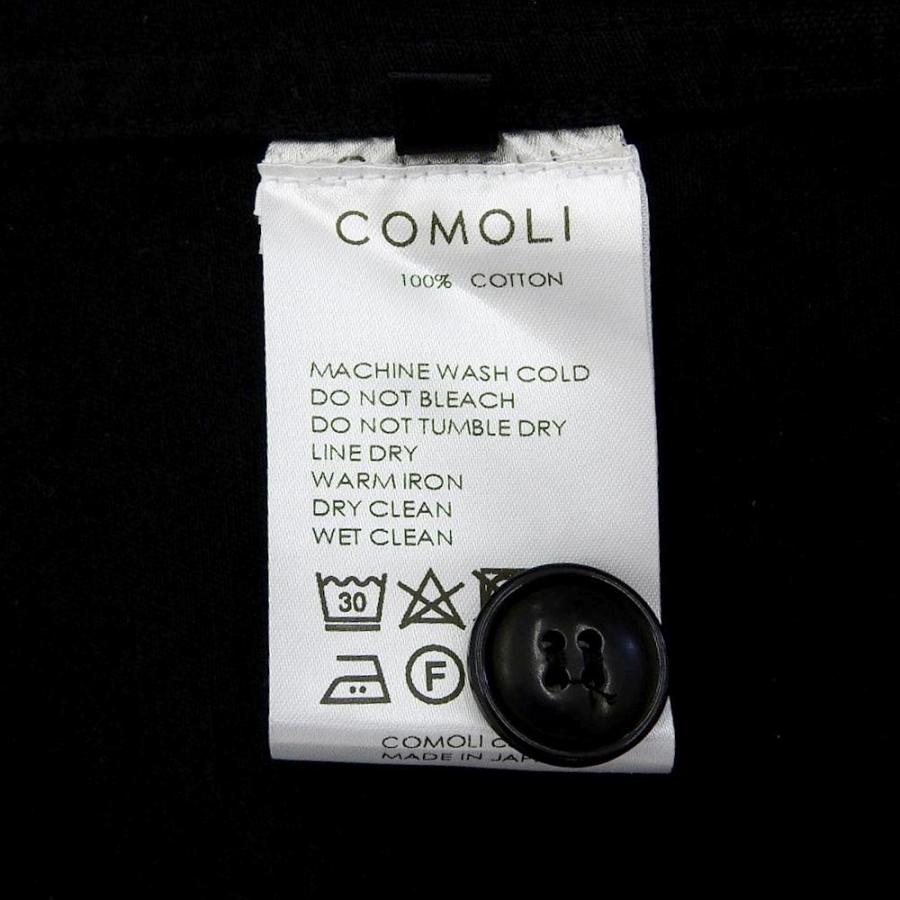 COMOLI
100% COTTON
MACHINE WASH COLD
DO NOT BLEACH
DO NOT TUMBLE DRY
LINE DRY
WARM IRON
DRY CLEAN
WET CLEAN
30
F
COMOLI
MADE IN